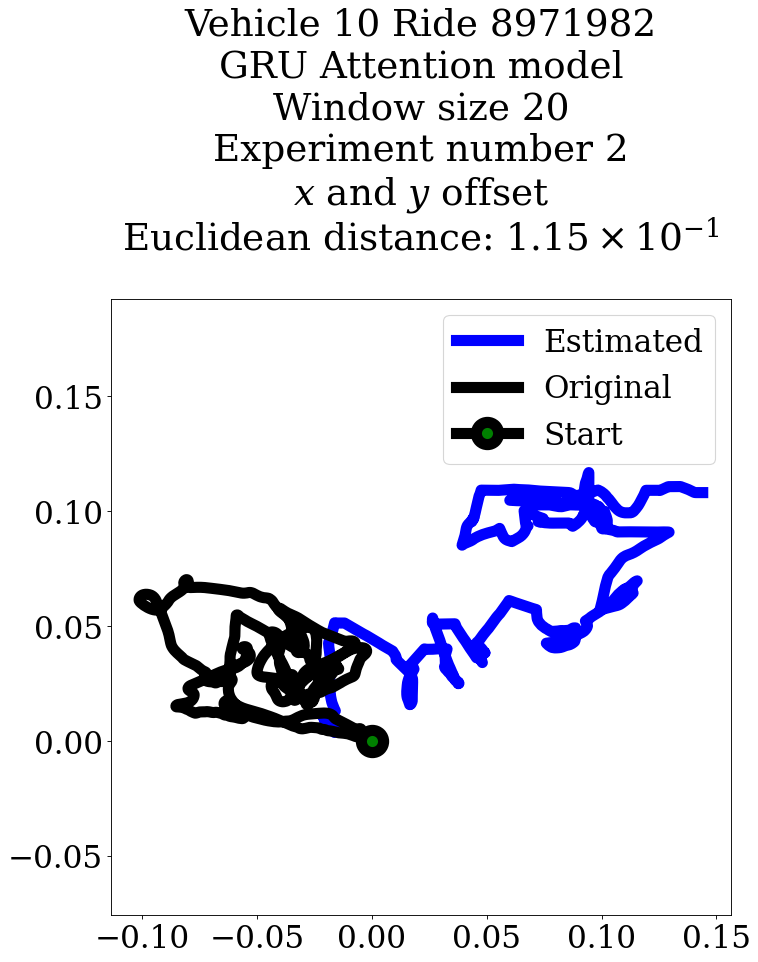 Vehicle 10 Ride 8971982
GRU Attention model
Window size 20
Experiment number 2
x and y offset
Euclidean distance: 1.15 × 10⁻¹
Estimated
Original
Start
0.15
0.10
0.05
0.00
−0.05
−0.10 −0.05 0.00 0.05 0.10 0.15